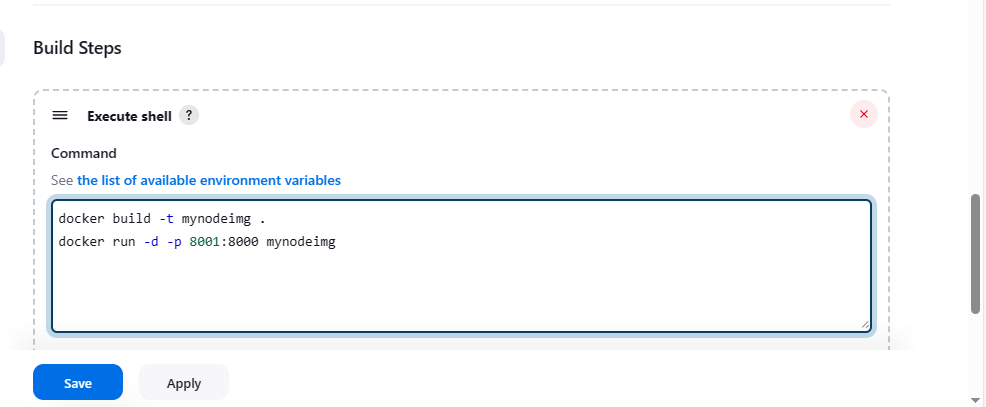 Build Steps
Execute shell ?
Command
See the list of available environment variables
docker build -t mynodeimg .
docker run -d -p 8001:8000 mynodeimg
Save Apply